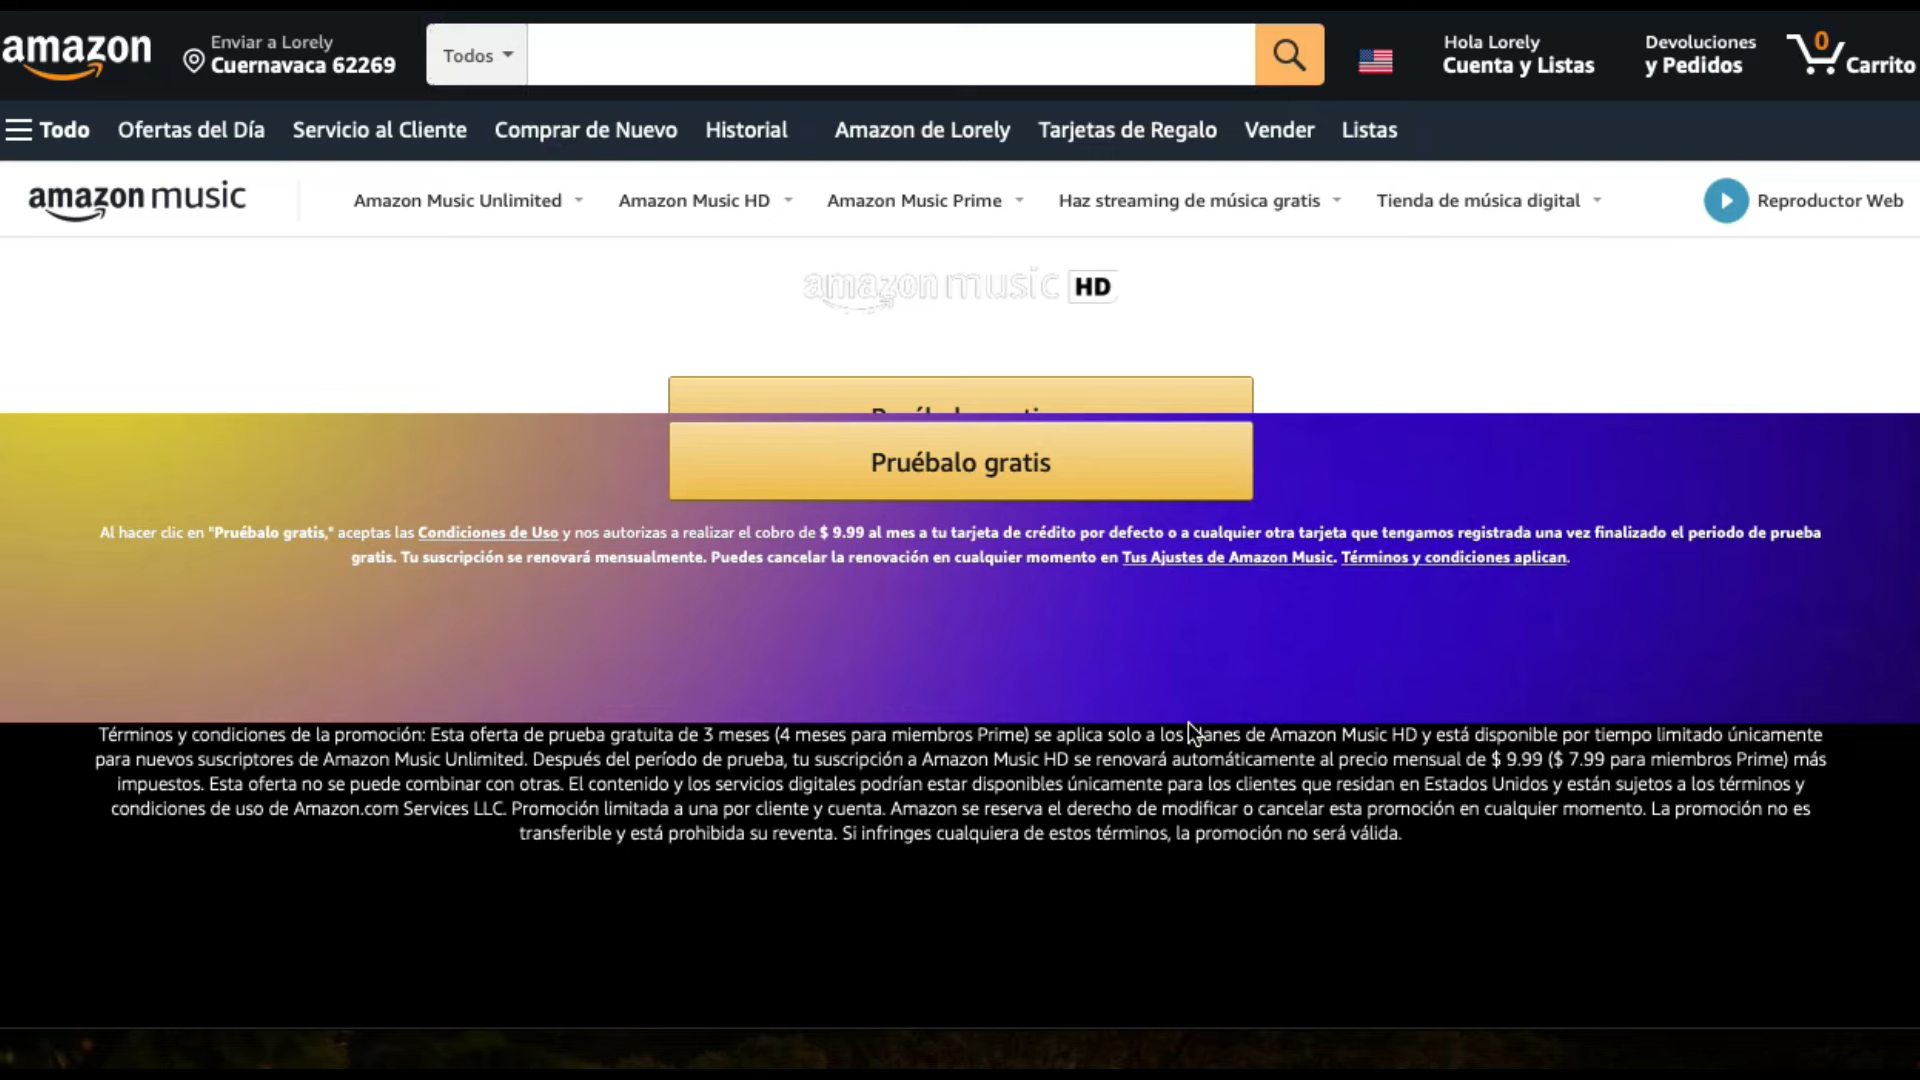 amazon
Enviar a Lorely
Cuernavaca 62269
Todos
Hola Lorely
Cuenta y Listas
Devoluciones
y Pedidos
0
Carrito
Todo Ofertas del Día Servicio al Cliente Comprar de Nuevo Historial Amazon de Lorely Tarjetas de Regalo Vender Listas
amazon music Amazon Music Unlimited Amazon Music HD Amazon Music Prime Haz streaming de música gratis Tienda de música digital Reproductor Web
amazon music HD
Pruébalo gratis
Pruébalo gratis
Al hacer clic en "Pruébalo gratis," aceptas las Condiciones de Uso y nos autorizas a realizar el cobro de $ 9.99 al mes a tu tarjeta de crédito por defecto o a cualquier otra tarjeta que tengamos registrada una vez finalizado el periodo de prueba
gratis. Tu suscripción se renovará mensualmente. Puedes cancelar la renovación en cualquier momento en Tus Ajustes de Amazon Music. Términos y condiciones aplican.
Términos y condiciones de la promoción: Esta oferta de prueba gratuita de 3 meses (4 meses para miembros Prime) se aplica solo a los planes de Amazon Music HD y está disponible por tiempo limitado únicamente
para nuevos suscriptores de Amazon Music Unlimited. Después del período de prueba, tu suscripción a Amazon Music HD se renovará automáticamente al precio mensual de $ 9.99 ($ 7.99 para miembros Prime) más
impuestos. Esta oferta no se puede combinar con otras. El contenido y los servicios digitales podrían estar disponibles únicamente para los clientes que residan en Estados Unidos y están sujetos a los términos y
condiciones de uso de Amazon.com Services LLC. Promoción limitada a una por cliente y cuenta. Amazon se reserva el derecho de modificar o cancelar esta promoción en cualquier momento. La promoción no es
transferible y está prohibida su reventa. Si infringes cualquiera de estos términos, la promoción no será válida.